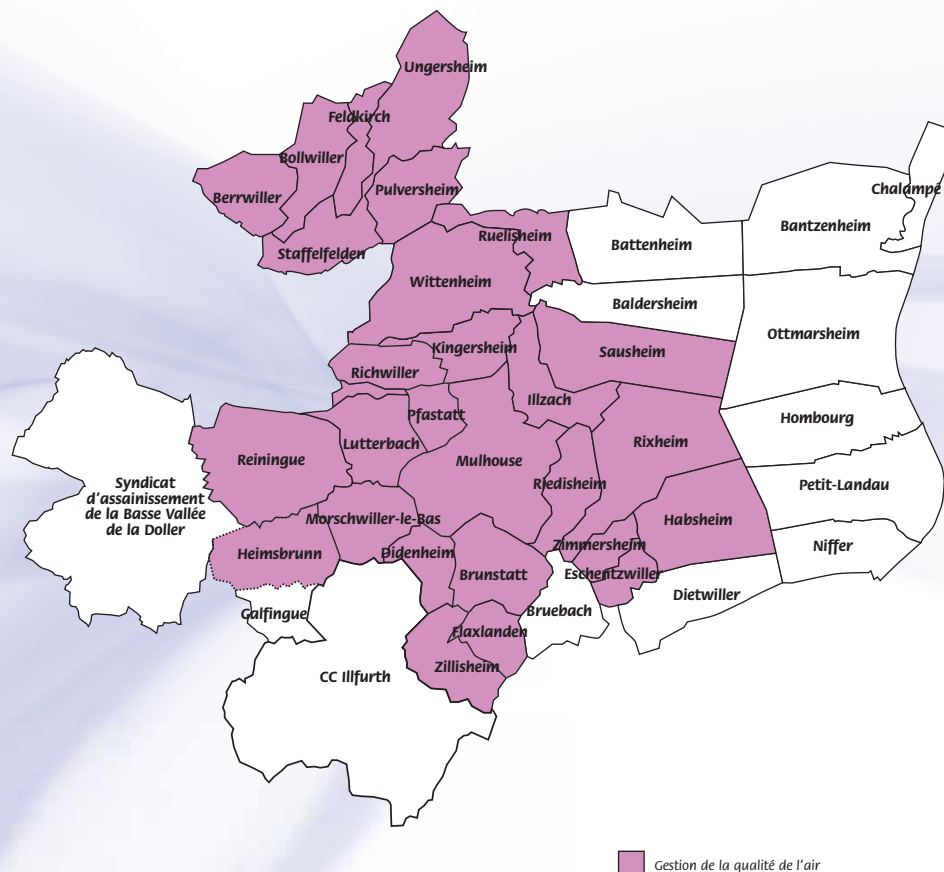 Ungersheim
Feldkirch
Bollwiller
Pulversheim
Berrwiller
Chalampé
Bantzenheim
Ruelisheim
Battenheim
Staffelfelden
Wittenheim
Baldersheim
Ottmarsheim
Kingersheim
Sausheim
Richwiller
Illzach
Pfastatt
Hombourg
Lutterbach
Rixheim
Reiningue
Mulhouse
Riedisheim
Petit-Landau
Syndicat
d'assainissement
de la Basse Vallée
de la Doller
Morschwiller-le-Bas
Habsheim
Zimmersheim
Niffer
Heimsbrunn
Didenheim
Brunstatt
Eschentzwiller
Dietwiller
Galfingue
Bruebach
Flaxlanden
Zillisheim
CC Illfurth
Gestion de la qualité de l'air